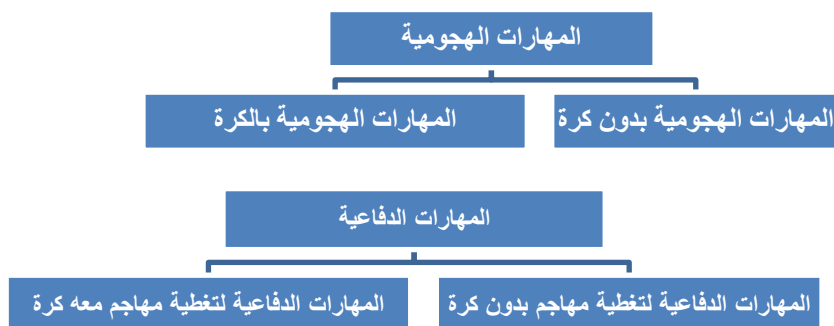 المهارات الهجومية
المهارات الهجومية بدون كرة
المهارات الهجومية بالكرة
المهارات الدفاعية
المهارات الدفاعية لتغطية مهاجم بدون كرة
المهارات الدفاعية لتغطية مهاجم معه كرة